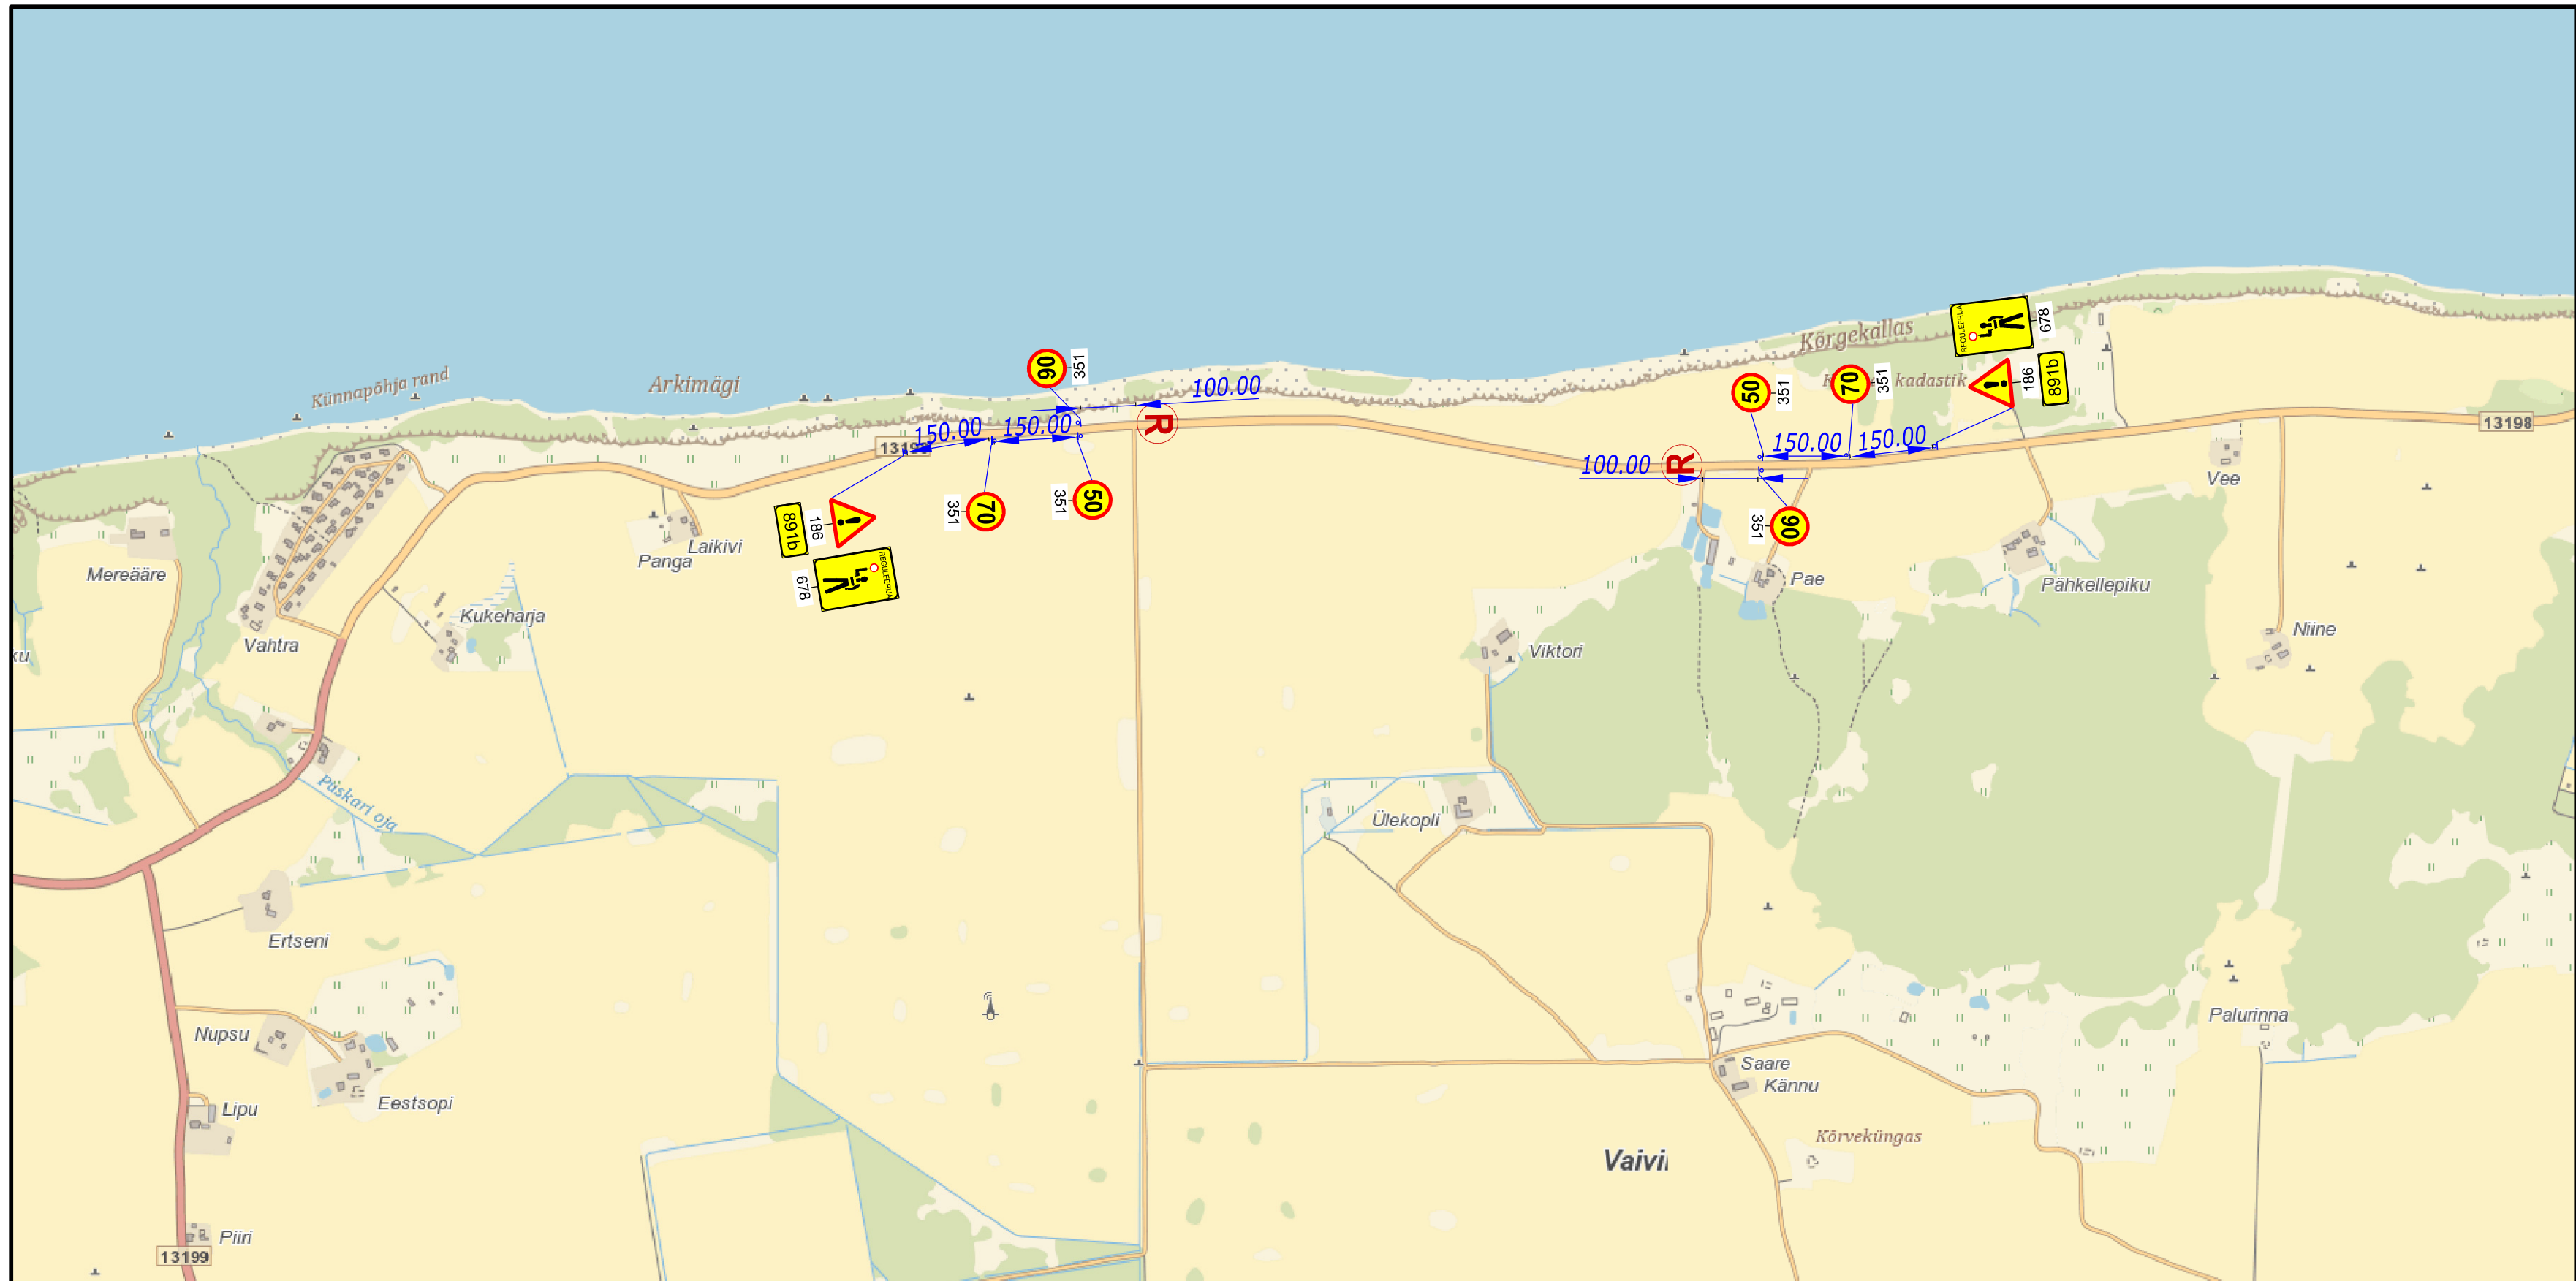 Künnapõhja rand
Arkimägi
90
351
100.00
R
150.00
150.00
1319
70
351
50
351
186
891b
REGULEERIJA
678
Kõrgekallas
REGULEERIJA
678
50
351
70
351
K
kadastik
186
891b
150.00
150.00
R
100.00
90
351
13198
Vee
Mereääre
Panga
Laikivi
Pae
Pähkellepiku
Kukeharja
Vahtra
ku
Viktori
Niine
Püskari oja
Ülekopli
Ertseni
Nupsu
Palurinna
Saare
Kännu
Lipu
Eestsopi
Kõrveküngas
Vaivi
Piiri
13199